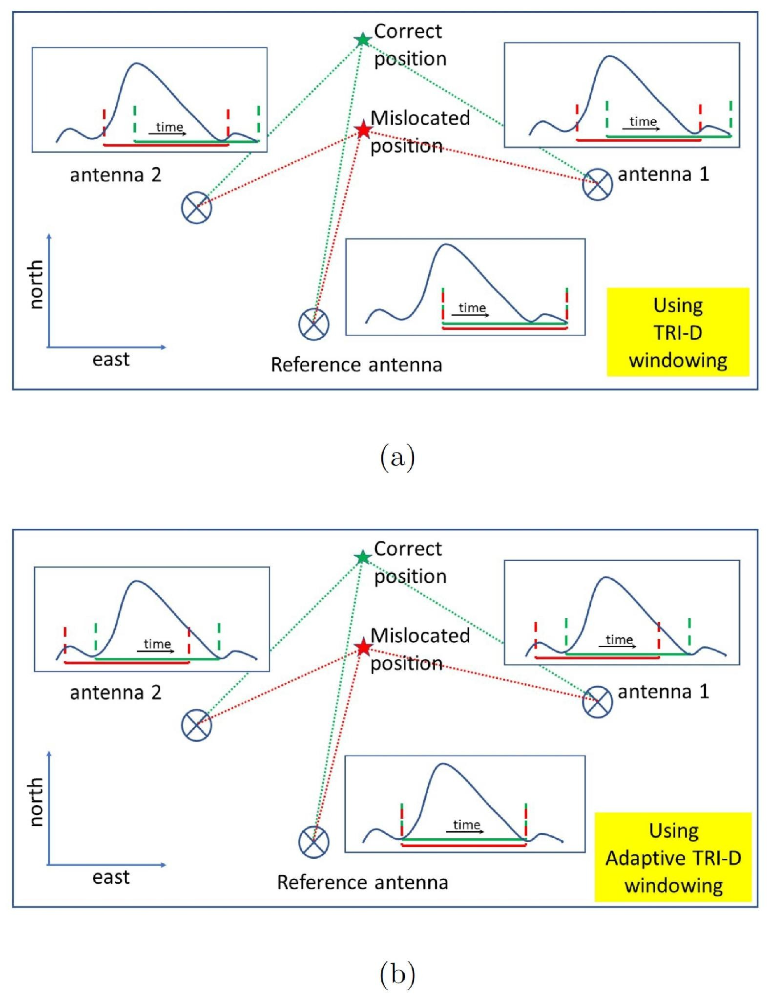 Correct
position
time
Mislocated
position
time
antenna 2
antenna 1
north
time
east
Reference antenna
Using
TRI-D
windowing
(a)
Correct
position
time
Mislocated
position
time
antenna 2
antenna 1
north
time
east
Reference antenna
Using
Adaptive TRI-D
windowing
(b)